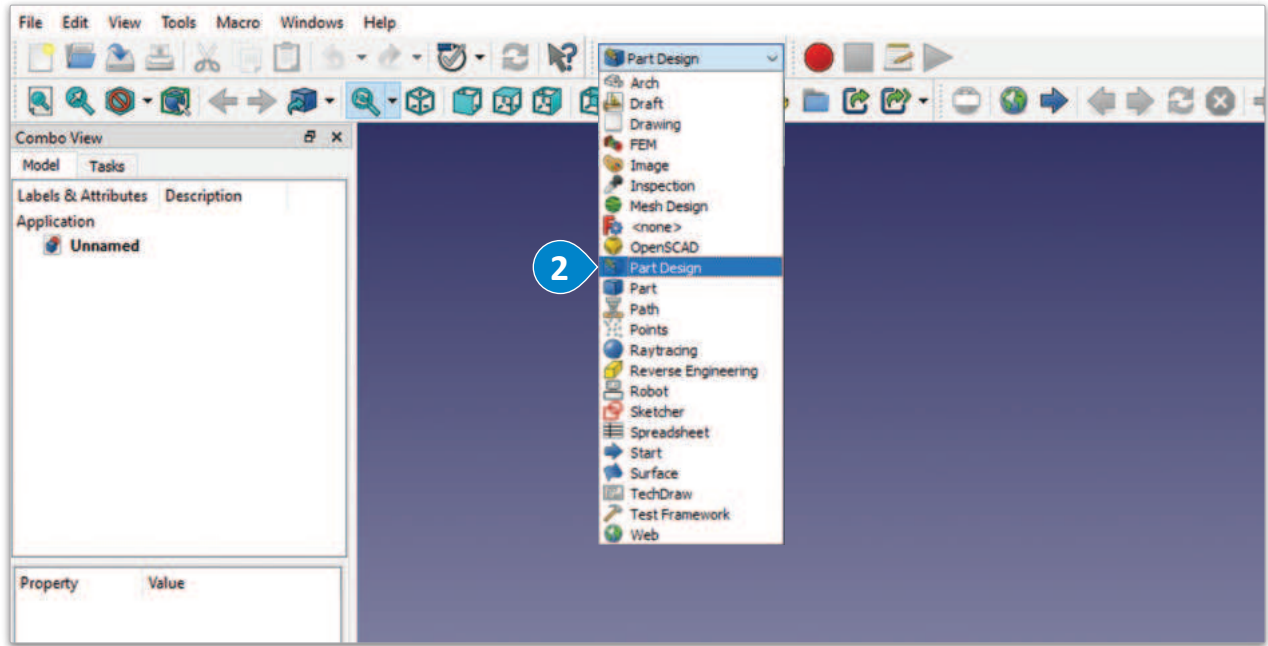 File Edit View Tools Macro Windows Help
Part Design
Combo View
Model Tasks
Labels & Attributes Description
Application
Unnamed
Property Value
Arch
Draft
Drawing
FEM
Image
Inspection
Mesh Design
<none>
OpenSCAD
2 Part Design
Part
Path
Points
Raytracing
Reverse Engineering
Robot
Sketcher
Spreadsheet
Start
Surface
TechDraw
Test Framework
Web